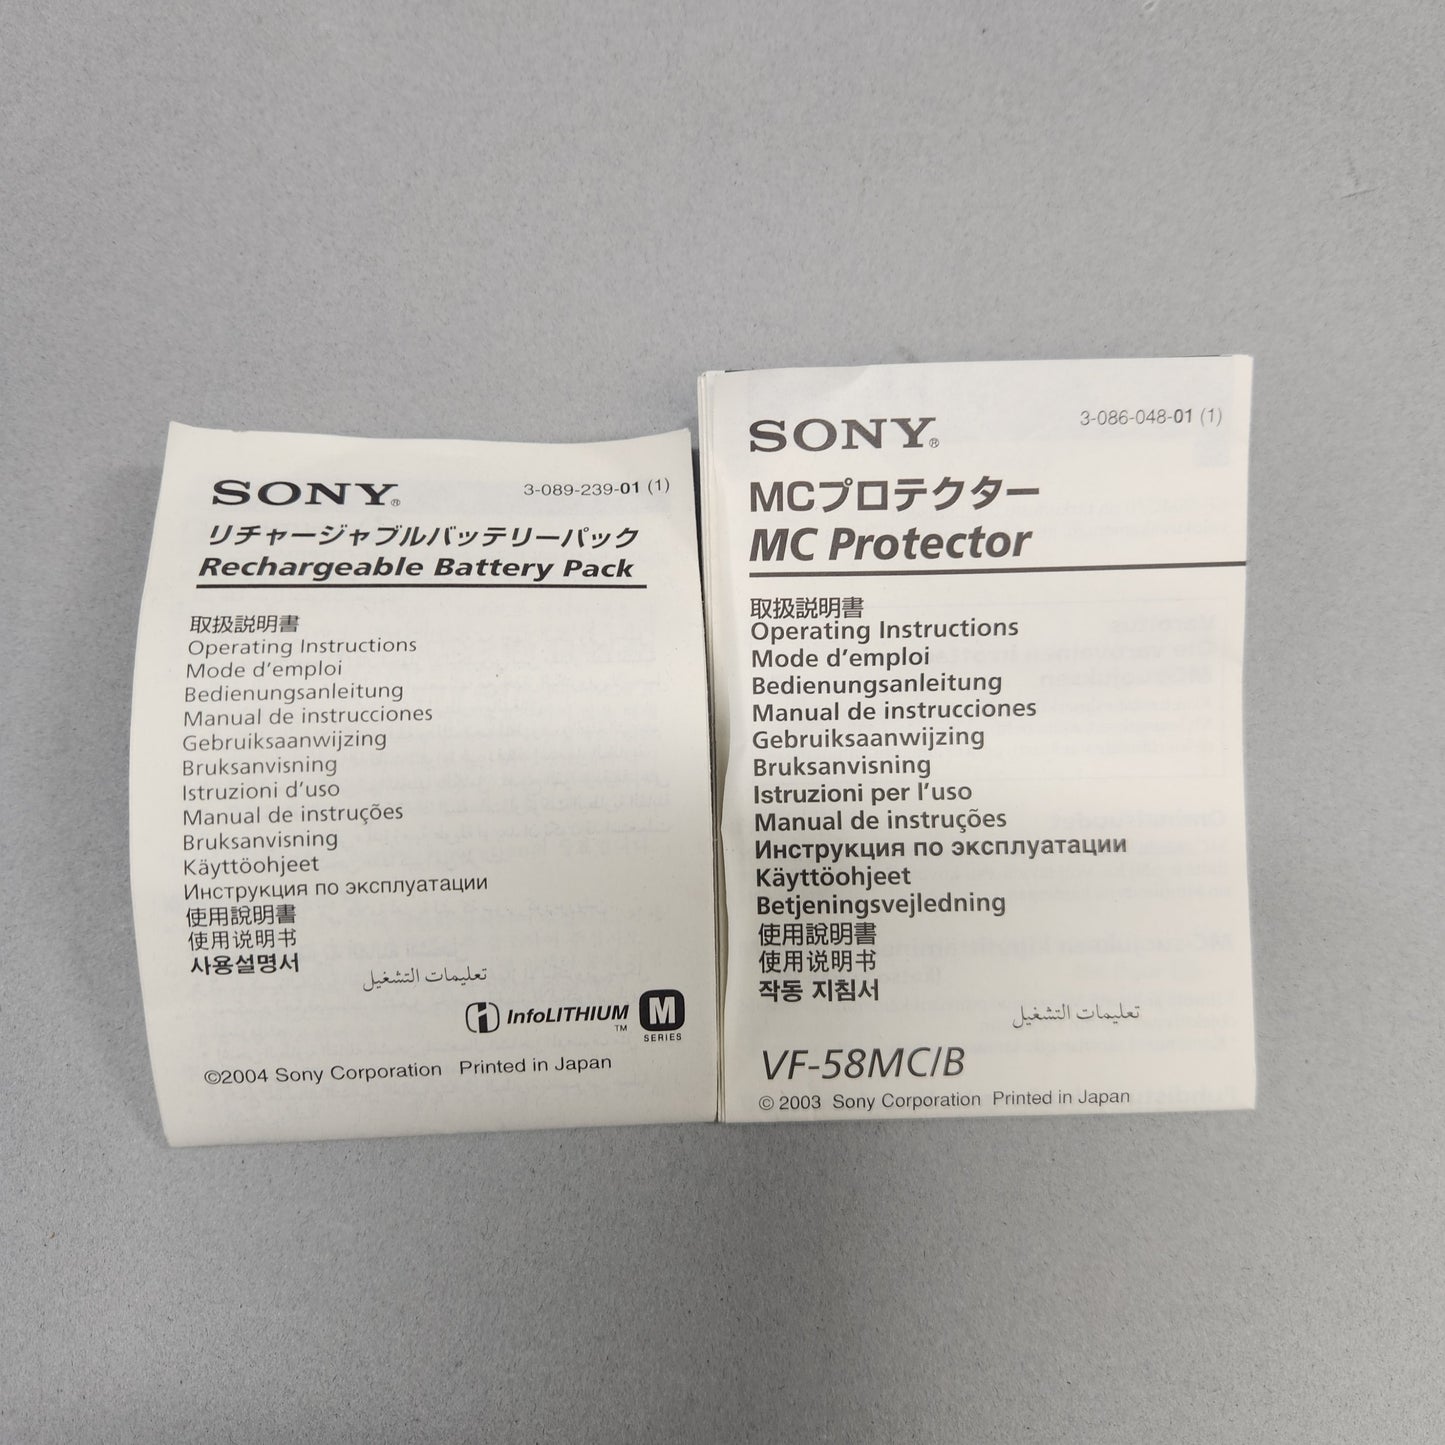 SONY®
3-089-239-01 (1)
リチャージャブルバッテリーパック
Rechargeable Battery Pack
取扱説明書
Operating Instructions
Mode d'emploi
Bedienungsanleitung
Manual de instrucciones
Gebruiksaanwijzing
Bruksanvisning
Istruzioni d'uso
Manual de instruções
Bruksanvisning
Käyttöohjeet
Инструкция по эксплуатации
使用說明書
使用说明书
사용설명서
تعليمات التشغيل
InfoLITHIUM™ M SERIES
©2004 Sony Corporation Printed in Japan
SONY®
3-086-048-01 (1)
MCプロテクター
MC Protector
取扱説明書
Operating Instructions
Mode d'emploi
Bedienungsanleitung
Manual de instrucciones
Gebruiksaanwijzing
Bruksanvisning
Istruzioni per l'uso
Manual de instruções
Инструкция по эксплуатации
Käyttöohjeet
Betjeningsvejledning
使用說明書
使用说明书
작동 지침서
تعليمات التشغيل
VF-58MC/B
© 2003 Sony Corporation Printed in Japan